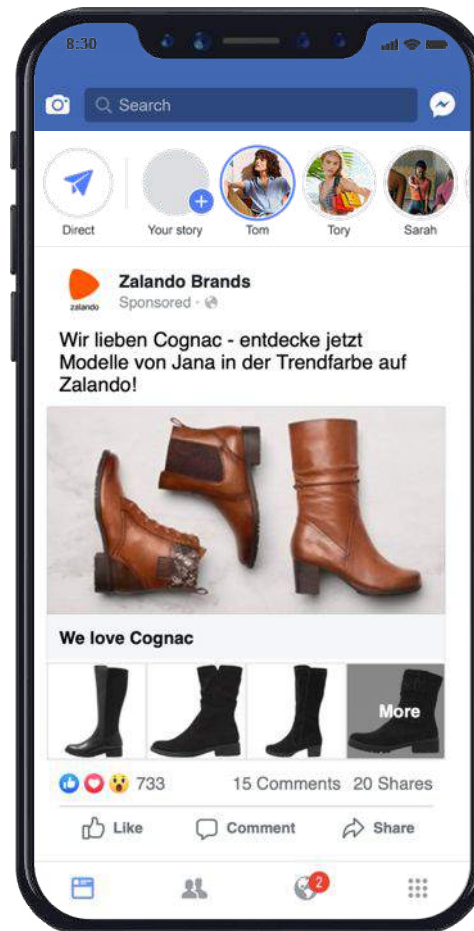 8:30
Search
Direct
Your story
Tom
Tory
Sarah
zalando
Zalando Brands
Sponsored ·
Wir lieben Cognac - entdecke jetzt
Modelle von Jana in der Trendfarbe auf
Zalando!
We love Cognac
More
733
15 Comments
20 Shares
Like
Comment
Share
2